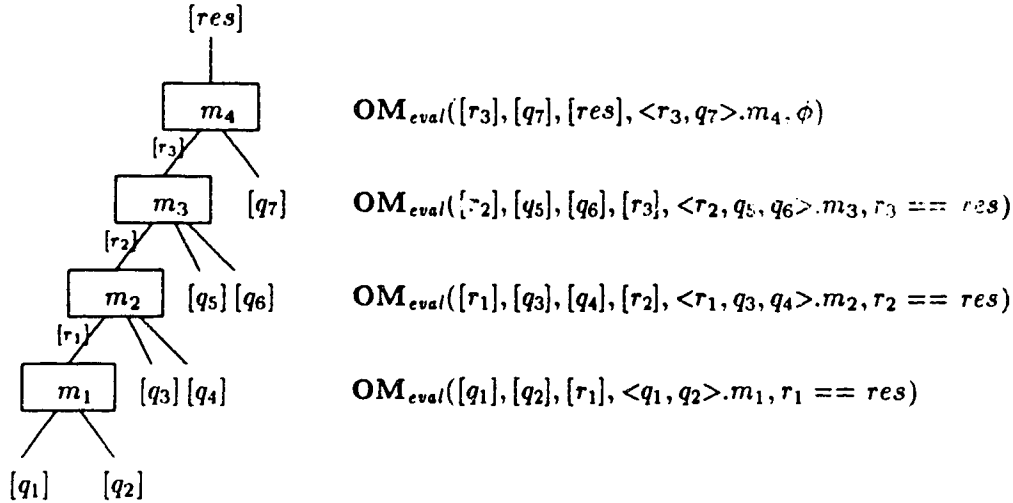 [res]
m₄ OM_eval([r₃], [q₇], [res], <r₃, q₇>.m₄, ϕ)
[r₃]
m₃ [q₇] OM_eval([r₂], [q₅], [q₆], [r₃], <r₂, q₅, q₆>.m₃, r₃ == res)
[r₂]
m₂ [q₅] [q₆] OM_eval([r₁], [q₃], [q₄], [r₂], <r₁, q₃, q₄>.m₂, r₂ == res)
[r₁]
m₁ [q₃] [q₄] OM_eval([q₁], [q₂], [r₁], <q₁, q₂>.m₁, r₁ == res)
[q₁] [q₂]